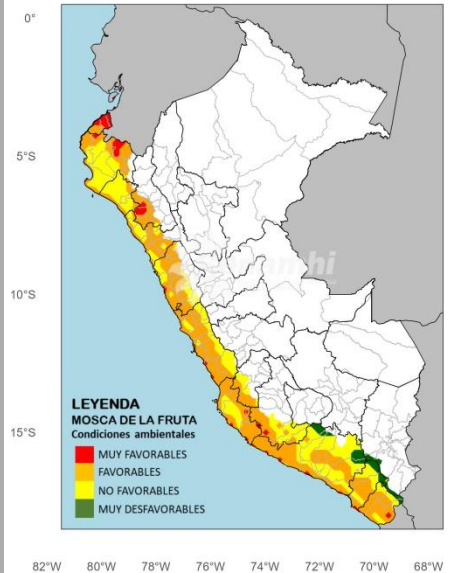 0°
5°S
10°S
15°S
senamhi
LEYENDA
MOSCA DE LA FRUTA
Condiciones ambientales
MUY FAVORABLES
FAVORABLES
NO FAVORABLES
MUY DESFAVORABLES
82°W 80°W 78°W 76°W 74°W 72°W 70°W 68°W